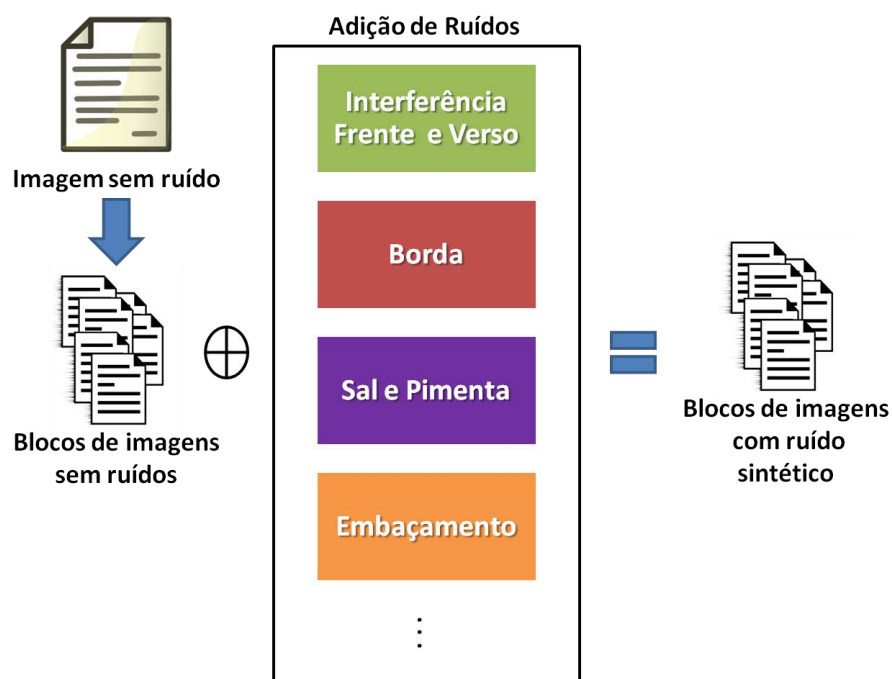 Adição de Ruídos
Imagem sem ruído
Blocos de imagens
sem ruídos
Interferência
Frente e Verso
Borda
Sal e Pimenta
Embaçamento
Blocos de imagens
com ruído
sintético